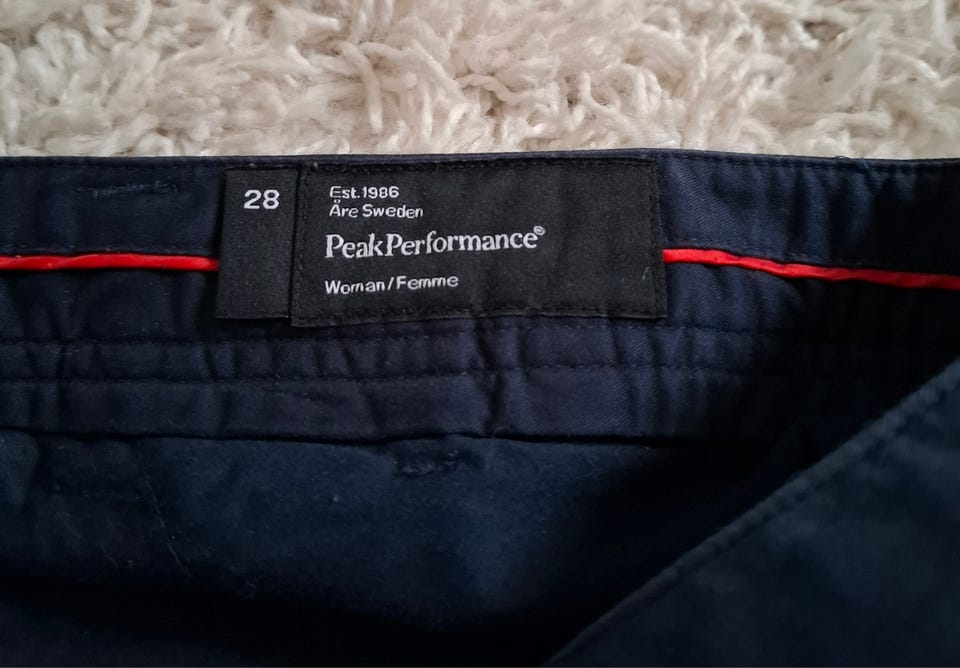 28
Est.1986
Åre Sweden
PeakPerformance®
Woman/Femme